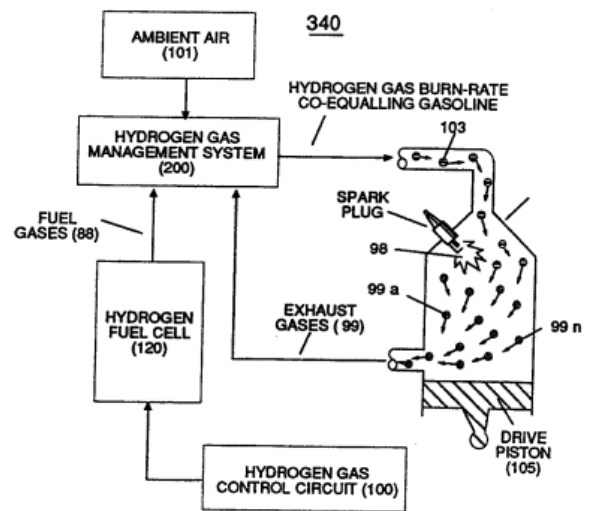 340
AMBIENT AIR
(101)
HYDROGEN GAS BURN-RATE
CO-EQUALLING GASOLINE
103
HYDROGEN GAS
MANAGEMENT SYSTEM
(200)
SPARK
PLUG
98
FUEL
GASES (88)
99 a
99 n
EXHAUST
GASES (99)
HYDROGEN
FUEL CELL
(120)
DRIVE
PISTON
(105)
HYDROGEN GAS
CONTROL CIRCUIT (100)